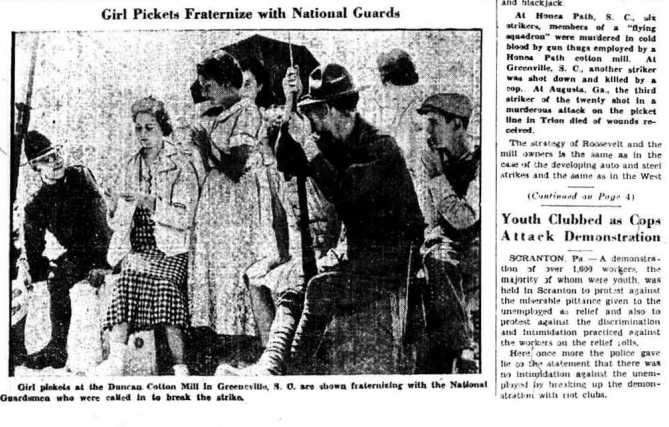 Girl Pickets Fraternize with National Guards
Girl pickets at the Duncan Cotton Mill in Greenville, S. C. are shown fraternizing with the National
Guardsmen who were called in to break the strike.
and blackjack.
At Honea Path, S. C., six
strikers, members of a "flying
squadron" were murdered in cold
blood by gun thugs employed by a
Honea Path cotton mill. At
Greenville, S. C., another striker
was shot down and killed by a
cop. At Augusta, Ga., the third
striker of the twenty shot in a
murderous attack on the picket
line in Trion died of wounds re-
ceived.
The strategy of Roosevelt and the
mill owners is the same as in the
case of the developing auto and steel
strikes and the same as in the West
(Continued on Page 4)
Youth Clubbed as Cops
Attack Demonstration
SCRANTON, Pa. — A demonstra-
tion of over 1,600 workers, the
majority of whom were youth, was
held in Scranton to protest against
the miserable pittance given to the
unemployed as relief and also to
protest against the discrimination
and intimidation practiced against
the workers on the relief rolls.
Here once more the police gave
lie to the statement that there was
no intimidation against the unem-
ployed by breaking up the demon-
stration with riot clubs.